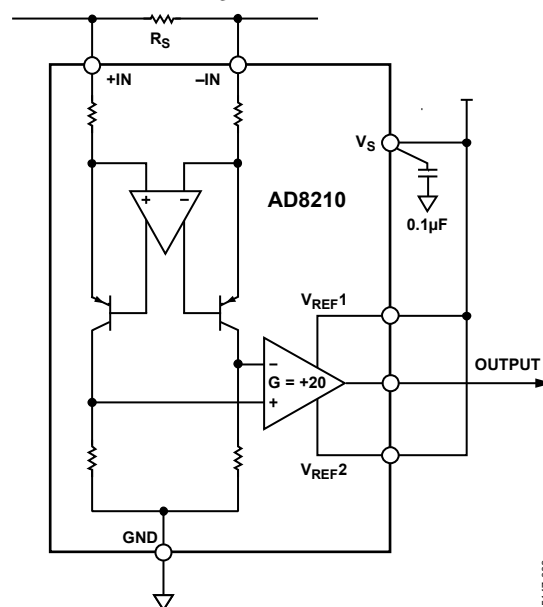 RS
+IN
–IN
VS
AD8210
0.1µF
VREF1
–
+
–
G = +20
+
OUTPUT
VREF2
GND